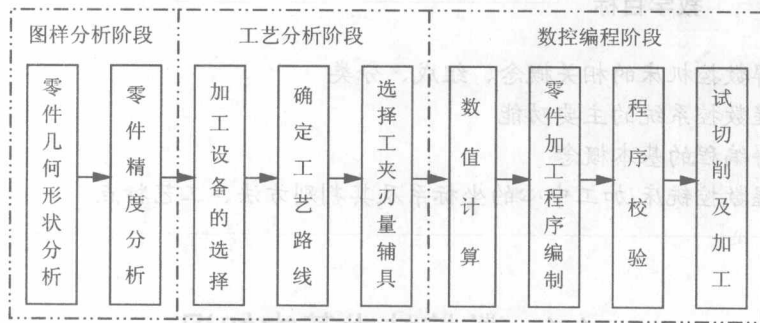 图样分析阶段
工艺分析阶段
数控编程阶段
零件几何形状分析
零件精度分析
加工设备的选择
确定工艺路线
选择工夹刃量辅具
数值计算
零件加工程序编制
程序校验
试切削及加工